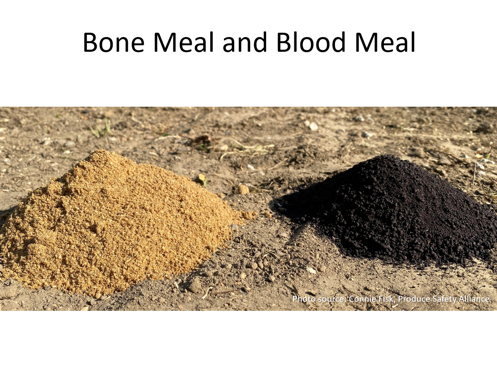 Bone Meal and Blood Meal
Photo source: Connie Fisk, Produce Safety Alliance